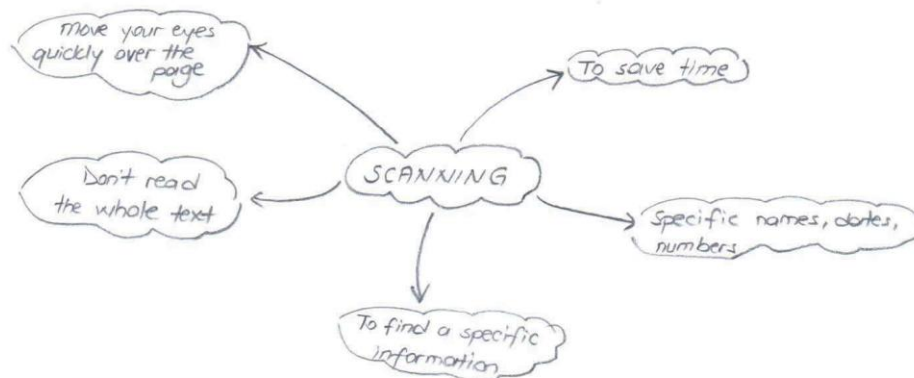 Move your eyes
quickly over the
page
To save time
SCANNING
Don't read
the whole text
Specific names, dates,
numbers
To find a specific
information